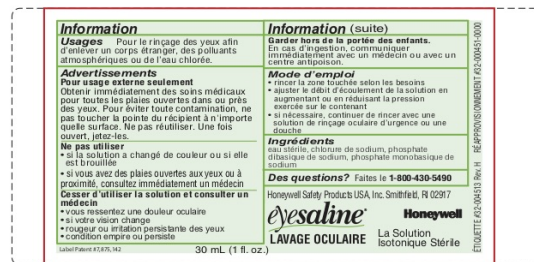 Information
Usages Pour le rinçage des yeux afin
d'enlever un corps étranger, des polluants
atmosphériques ou de l'eau chlorée.
Advertissements
Pour usage externe seulement
Obtenir immédiatement des soins médicaux
pour toutes les plaies ouvertes dans ou près
des yeux. Pour éviter toute contamination, ne
pas toucher la pointe du récipient à n'importe
quelle surface. Ne pas réutiliser. Une fois
ouvert, jetez-les.
Ne pas utiliser
• si la solution a changé de couleur ou si elle
est brouillée
• si vous avez des plaies ouvertes aux yeux ou à
proximité, consultez immédiatement un médecin
Cesser d'utiliser la solution et consulter un
médecin
• vous ressentez une douleur oculaire
• si votre vision change
• rougeur ou irritation persistante des yeux
• condition empire ou persiste
Label Patent #7,875,142
30 mL (1 fl. oz.)
Information (suite)
Garder hors de la portée des enfants.
En cas d'ingestion, communiquer
immédiatement avec un médecin ou avec un
centre antipoison.
Mode d'emploi
• rincer la zone touchée selon les besoins
• ajuster le débit d'écoulement de la solution en
augmentant ou en réduisant la pression
exercée sur le contenant
• si nécessaire, continuer de rincer avec une
solution de rinçage oculaire d'urgence ou une
douche
Ingrédients
eau stérile, chlorure de sodium, phosphate
dibasique de sodium, phosphate monobasique de
sodium
Des questions? Faites le 1-800-430-5490
Honeywell Safety Products USA, Inc. Smithfield, RI 02917
eyesaline®
LAVAGE OCULAIRE
Honeywell
La Solution
Isotonique Stérile
ÉTIQUETTE #32-004513 Rev. H RÉAPPROVISIONNEMENT #32-000451-0000